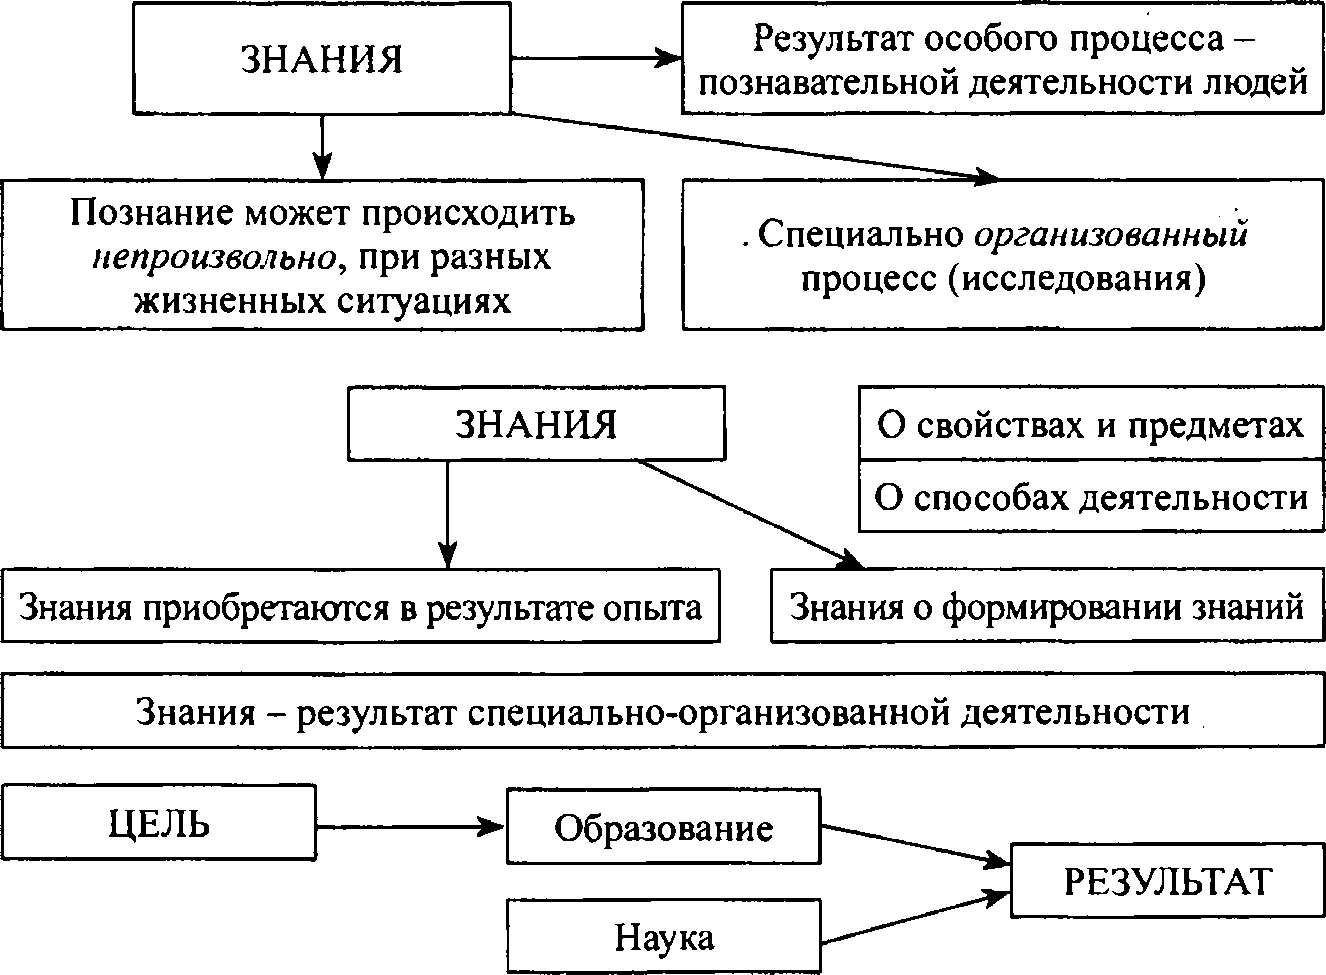 ЗНАНИЯ
Результат особого процесса –
познавательной деятельности людей
Познание может происходить
непроизвольно, при разных
жизненных ситуациях
. Специально организованный
процесс (исследования)
ЗНАНИЯ
О свойствах и предметах
О способах деятельности
Знания приобретаются в результате опыта
Знания о формировании знаний
Знания – результат специально-организованной деятельности
ЦЕЛЬ
Образование
Наука
РЕЗУЛЬТАТ